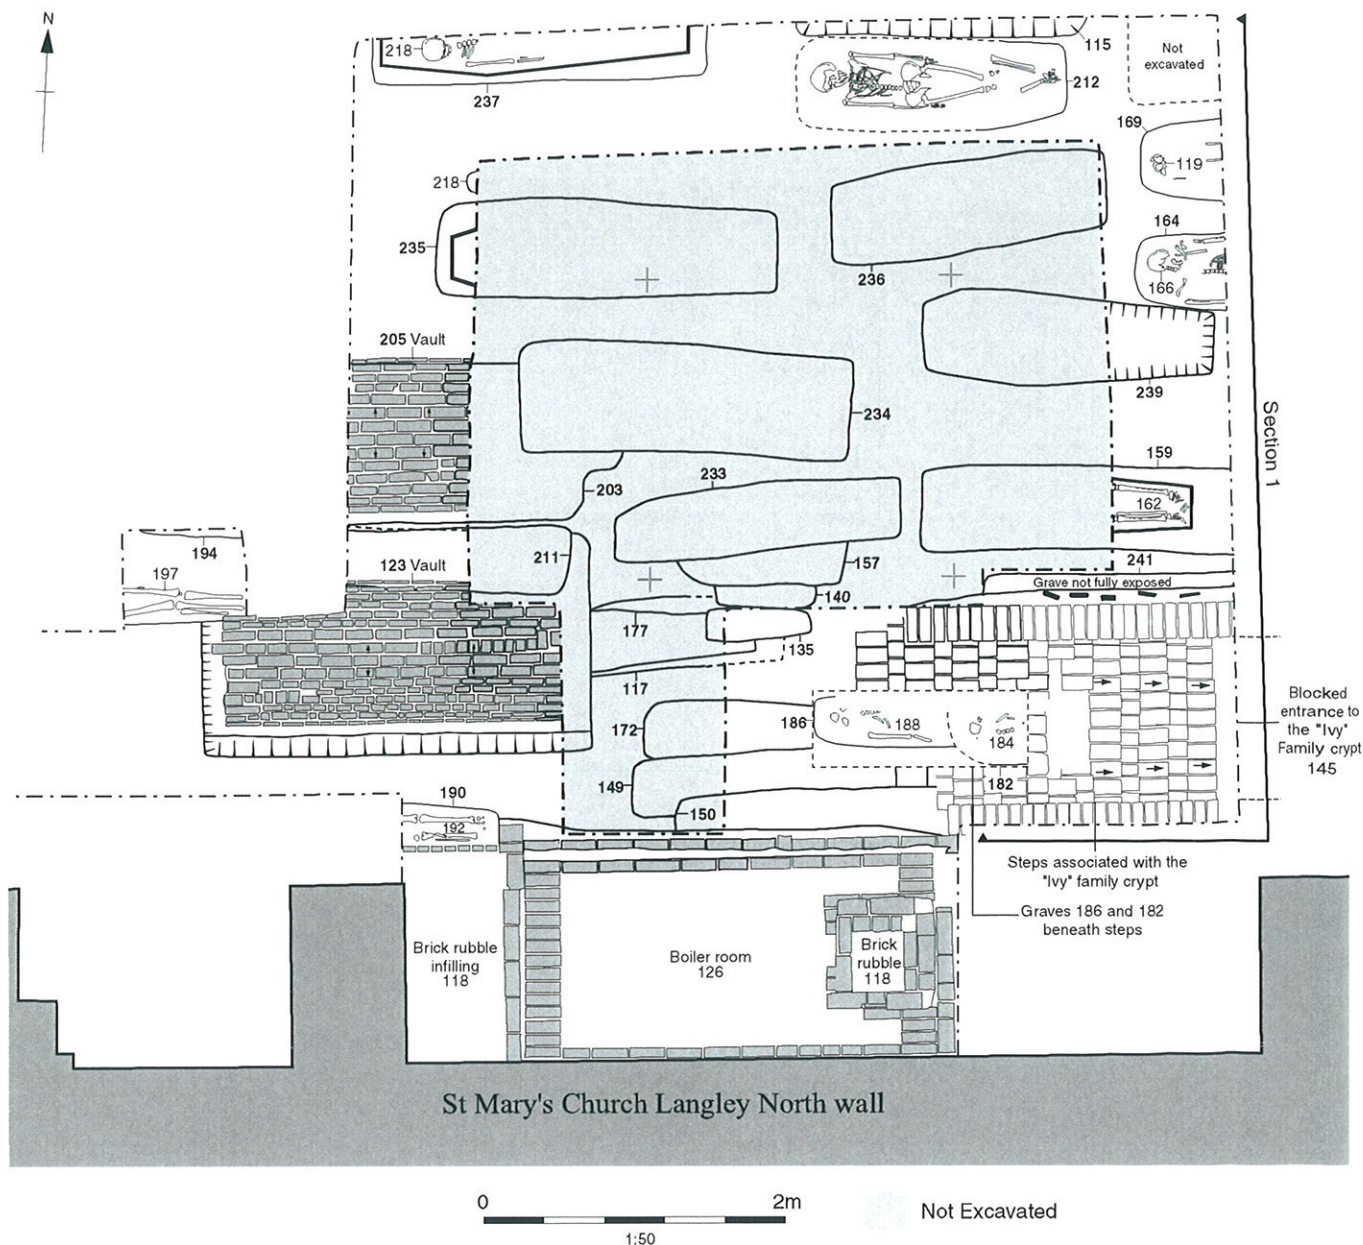 N
218
237
115
Not
excavated
212
169
119
218
235
236
164
166
205 Vault
239
234
159
203
233
162
194
211
157
241
197
123 Vault
140
Grave not fully exposed
177
135
117
172
186
188
184
Blocked
entrance to
the "Ivy"
Family crypt
145
Section 1
149
150
182
190
192
Steps associated with the
"Ivy" family crypt
Graves 186 and 182
beneath steps
Brick rubble
infilling
118
Boiler room
126
Brick
rubble
118
St Mary's Church Langley North wall
0
2m
1:50
Not Excavated